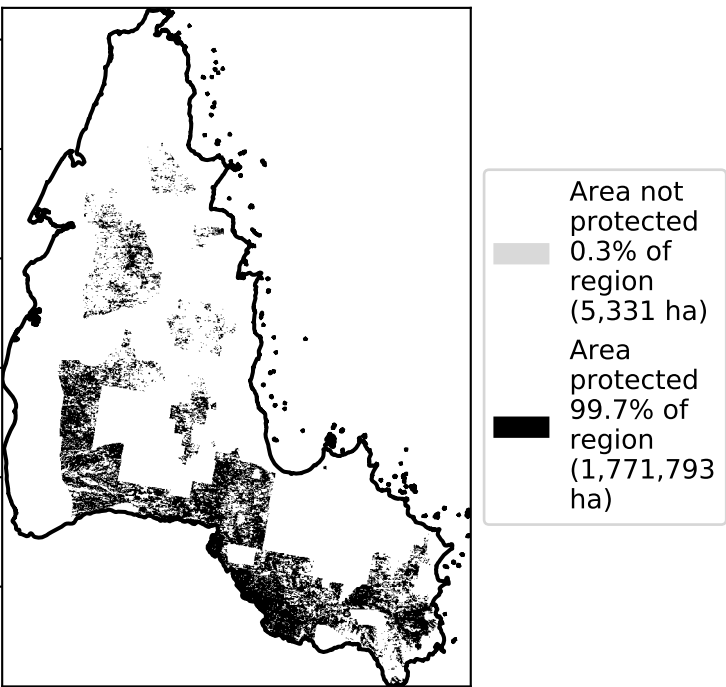 Area not
protected
0.3% of
region
(5,331 ha)
Area
protected
99.7% of
region
(1,771,793
ha)